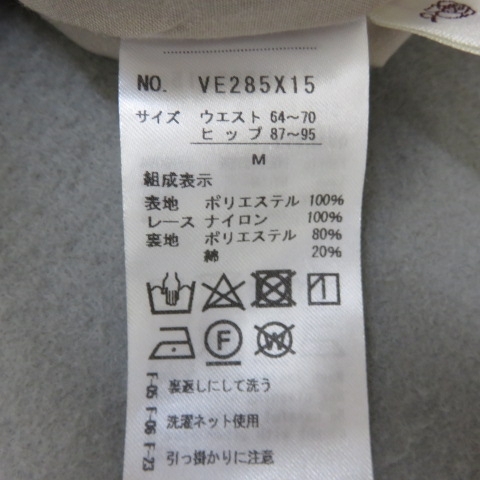 NO. VE285X15
サイズ ウエスト 64~70
ヒップ 87~95
M
組成表示
表地 ポリエステル 100%
レース ナイロン 100%
裏地 ポリエステル 80%
綿 20%
F W
F-05 裏返しにして洗う
F-06 洗濯ネット使用
F-23 引っ掛かりに注意